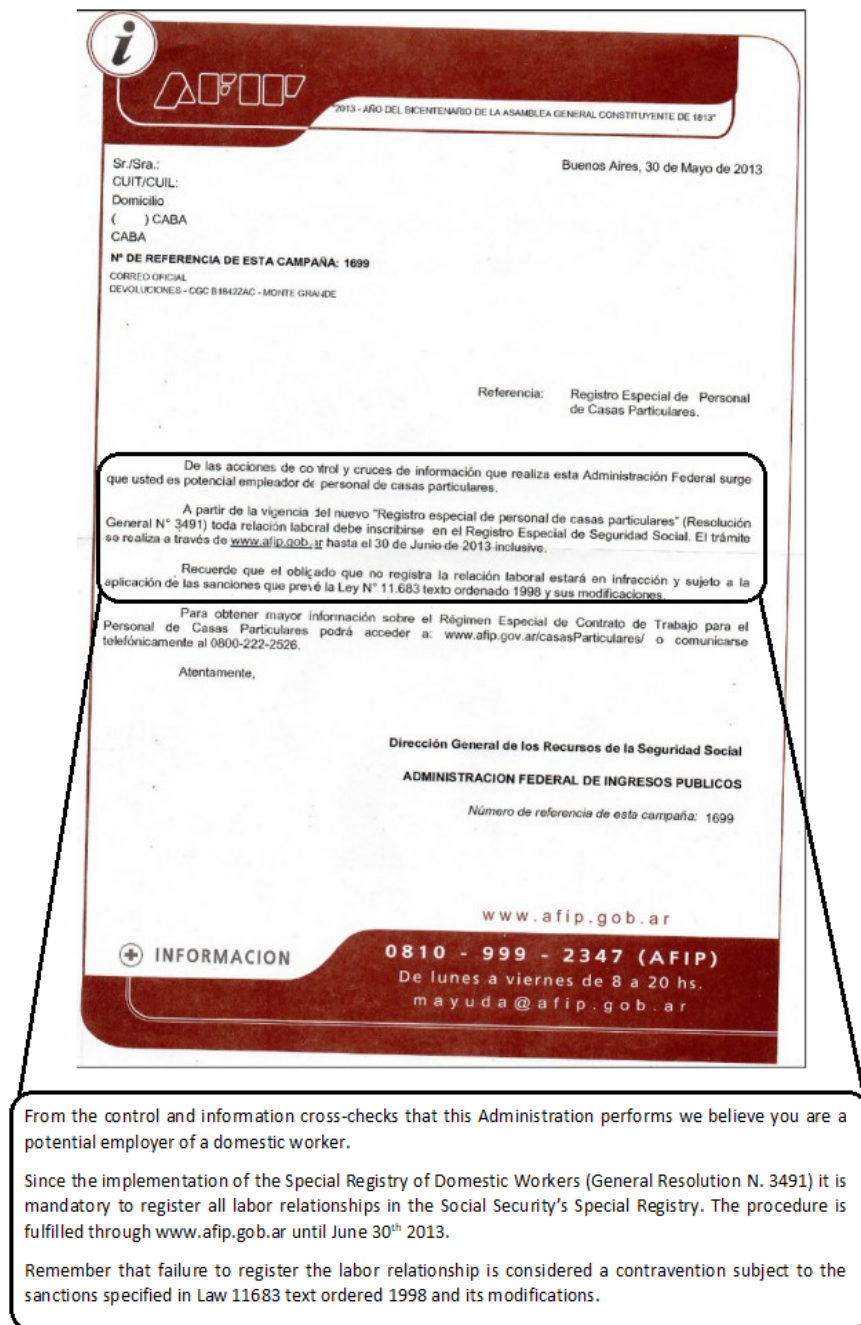 i
AFIP
"2013 - AÑO DEL BICENTENARIO DE LA ASAMBLEA GENERAL CONSTITUYENTE DE 1813"
Sr./Sra.:
Buenos Aires, 30 de Mayo de 2013
CUIT/CUIL:
Domicilio
( ) CABA
CABA
Nº DE REFERENCIA DE ESTA CAMPAÑA: 1699
CORREO OFICIAL
DEVOLUCIONES - CGC B1842ZAC - MONTE GRANDE
Referencia: Registro Especial de Personal
de Casas Particulares.
De las acciones de control y cruces de información que realiza esta Administración Federal surge
que usted es potencial empleador de personal de casas particulares.
A partir de la vigencia del nuevo "Registro especial de personal de casas particulares" (Resolución
General N° 3491) toda relación laboral debe inscribirse en el Registro Especial de Seguridad Social. El trámite
se realiza a través de www.afip.gob.ar hasta el 30 de Junio de 2013 inclusivo.
Recuerde que el obligado que no registra la relación laboral estará en infracción y sujeto a la
aplicación de las sanciones que prevé la Ley N° 11.683 texto ordenado 1998 y sus modificaciones.
Para obtener mayor información sobre el Régimen Especial de Contrato de Trabajo para el
Personal de Casas Particulares podrá acceder a: www.afip.gov.ar/casasParticulares/ o comunicarse
telefónicamente al 0800-222-2526.
Atentamente,
Dirección General de los Recursos de la Seguridad Social
ADMINISTRACION FEDERAL DE INGRESOS PUBLICOS
Número de referencia de esta campaña: 1699
www.afip.gob.ar
INFORMACION
0810 - 999 - 2347 (AFIP)
De lunes a viernes de 8 a 20 hs.
mayuda@afip.gob.ar
From the control and information cross-checks that this Administration performs we believe you are a
potential employer of a domestic worker.
Since the implementation of the Special Registry of Domestic Workers (General Resolution N. 3491) it is
mandatory to register all labor relationships in the Social Security's Special Registry. The procedure is
fulfilled through www.afip.gob.ar until June 30th 2013.
Remember that failure to register the labor relationship is considered a contravention subject to the
sanctions specified in Law 11683 text ordered 1998 and its modifications.